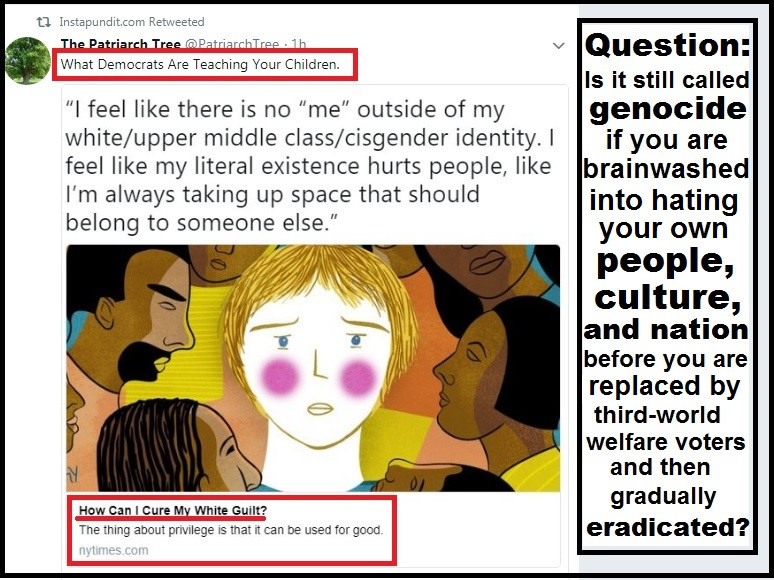 Instapundit.com Retweeted
The Patriarch Tree @PatriarchTree · 1h
What Democrats Are Teaching Your Children.
“I feel like there is no “me” outside of my
white/upper middle class/cisgender identity. I
feel like my literal existence hurts people, like
I’m always taking up space that should
belong to someone else.”
How Can I Cure My White Guilt?
The thing about privilege is that it can be used for good.
nytimes.com
Question:
Is it still called
genocide
if you are
brainwashed
into hating
your own
people,
culture,
and nation
before you are
replaced by
third-world
welfare voters
and then
gradually
eradicated?